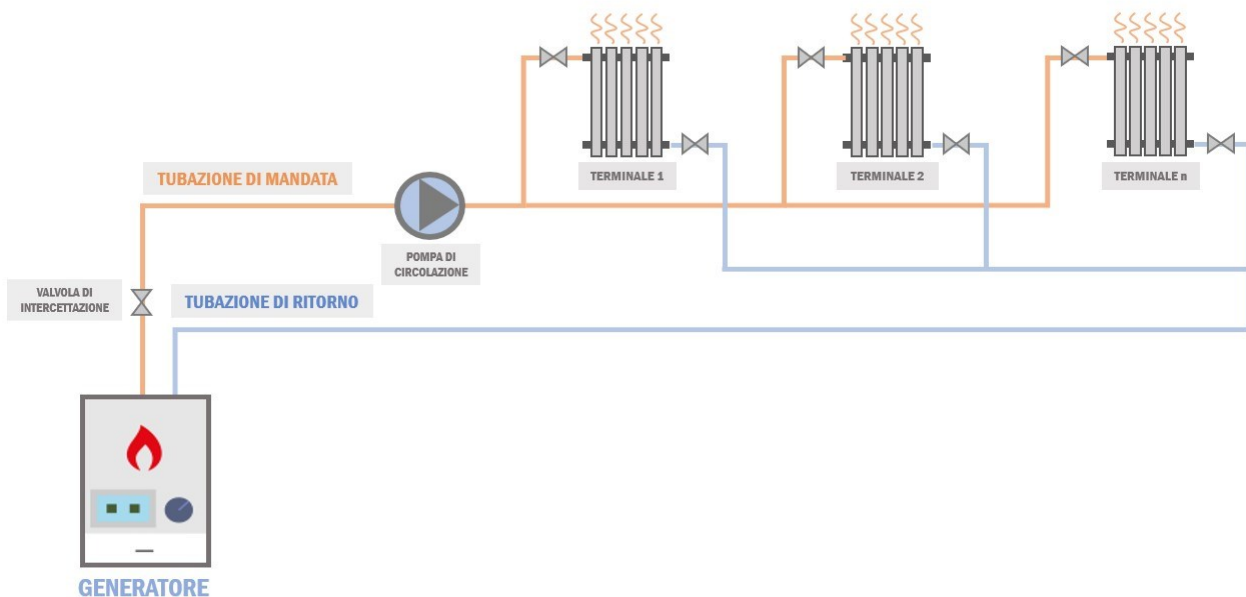 TERMINALE 1
TERMINALE 2
TERMINALE n
TUBAZIONE DI MANDATA
POMPA DI
CIRCOLAZIONE
VALVOLA DI
INTERCETTAZIONE
TUBAZIONE DI RITORNO
GENERATORE